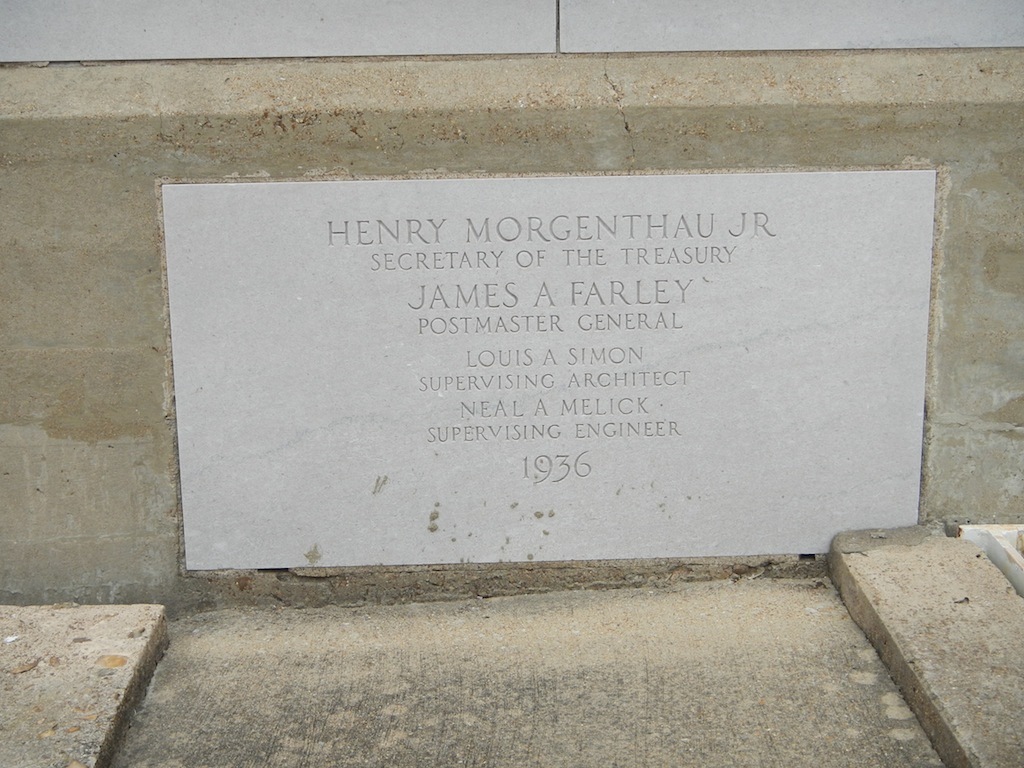 HENRY MORGENTHAU JR
SECRETARY OF THE TREASURY
JAMES A FARLEY
POSTMASTER GENERAL
LOUIS A SIMON
SUPERVISING ARCHITECT
NEAL A MELICK
SUPERVISING ENGINEER
1936